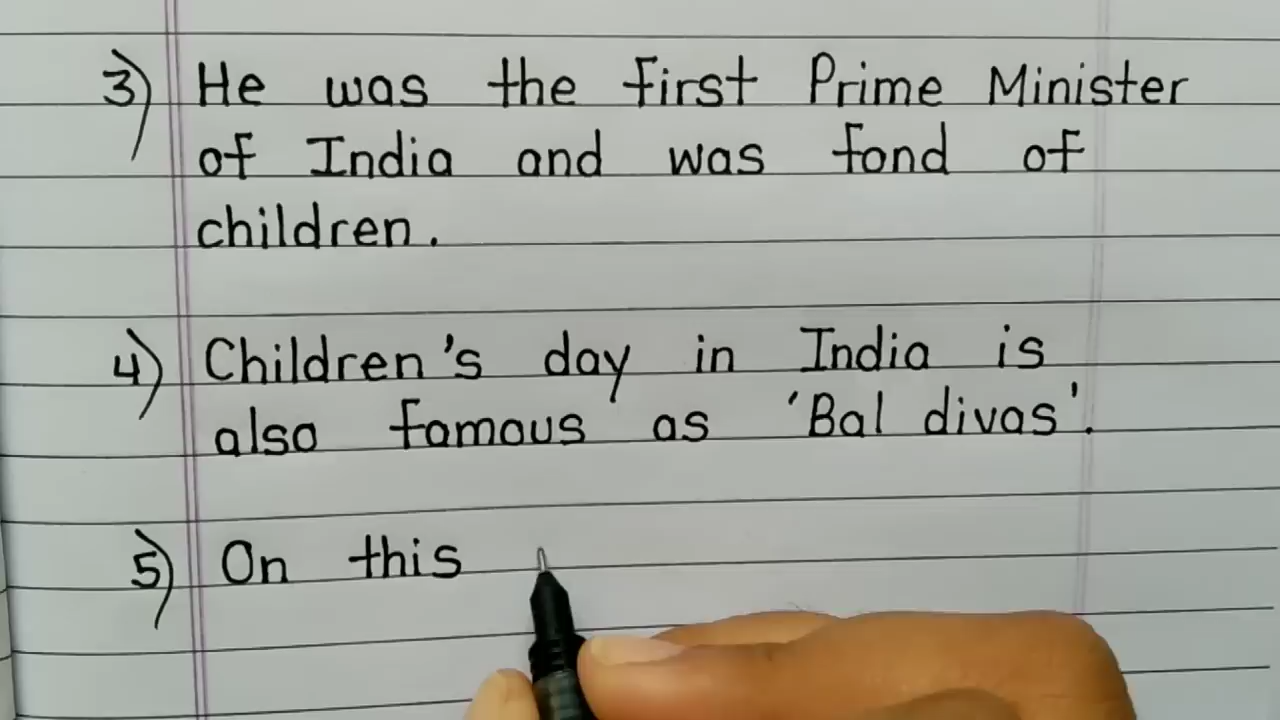 3) He was the first Prime Minister
of India and was fond of
children.
4) Children's day in India is
also famous as 'Bal divas'.
5) On this